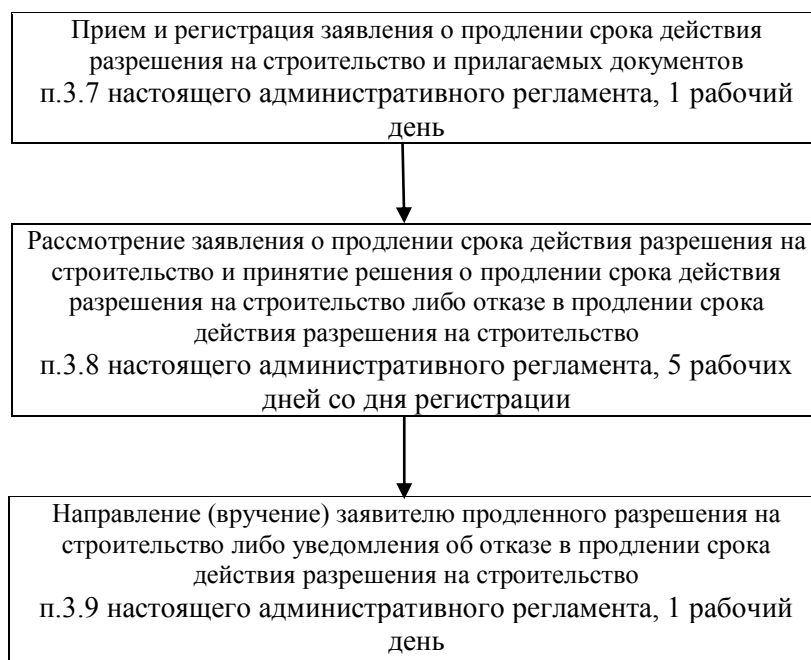 Прием и регистрация заявления о продлении срока действия
разрешения на строительство и прилагаемых документов
п.3.7 настоящего административного регламента, 1 рабочий
день
Рассмотрение заявления о продлении срока действия разрешения на
строительство и принятие решения о продлении срока действия
разрешения на строительство либо отказе в продлении срока
действия разрешения на строительство
п.3.8 настоящего административного регламента, 5 рабочих
дней со дня регистрации
Направление (вручение) заявителю продленного разрешения на
строительство либо уведомления об отказе в продлении срока
действия разрешения на строительство
п.3.9 настоящего административного регламента, 1 рабочий
день